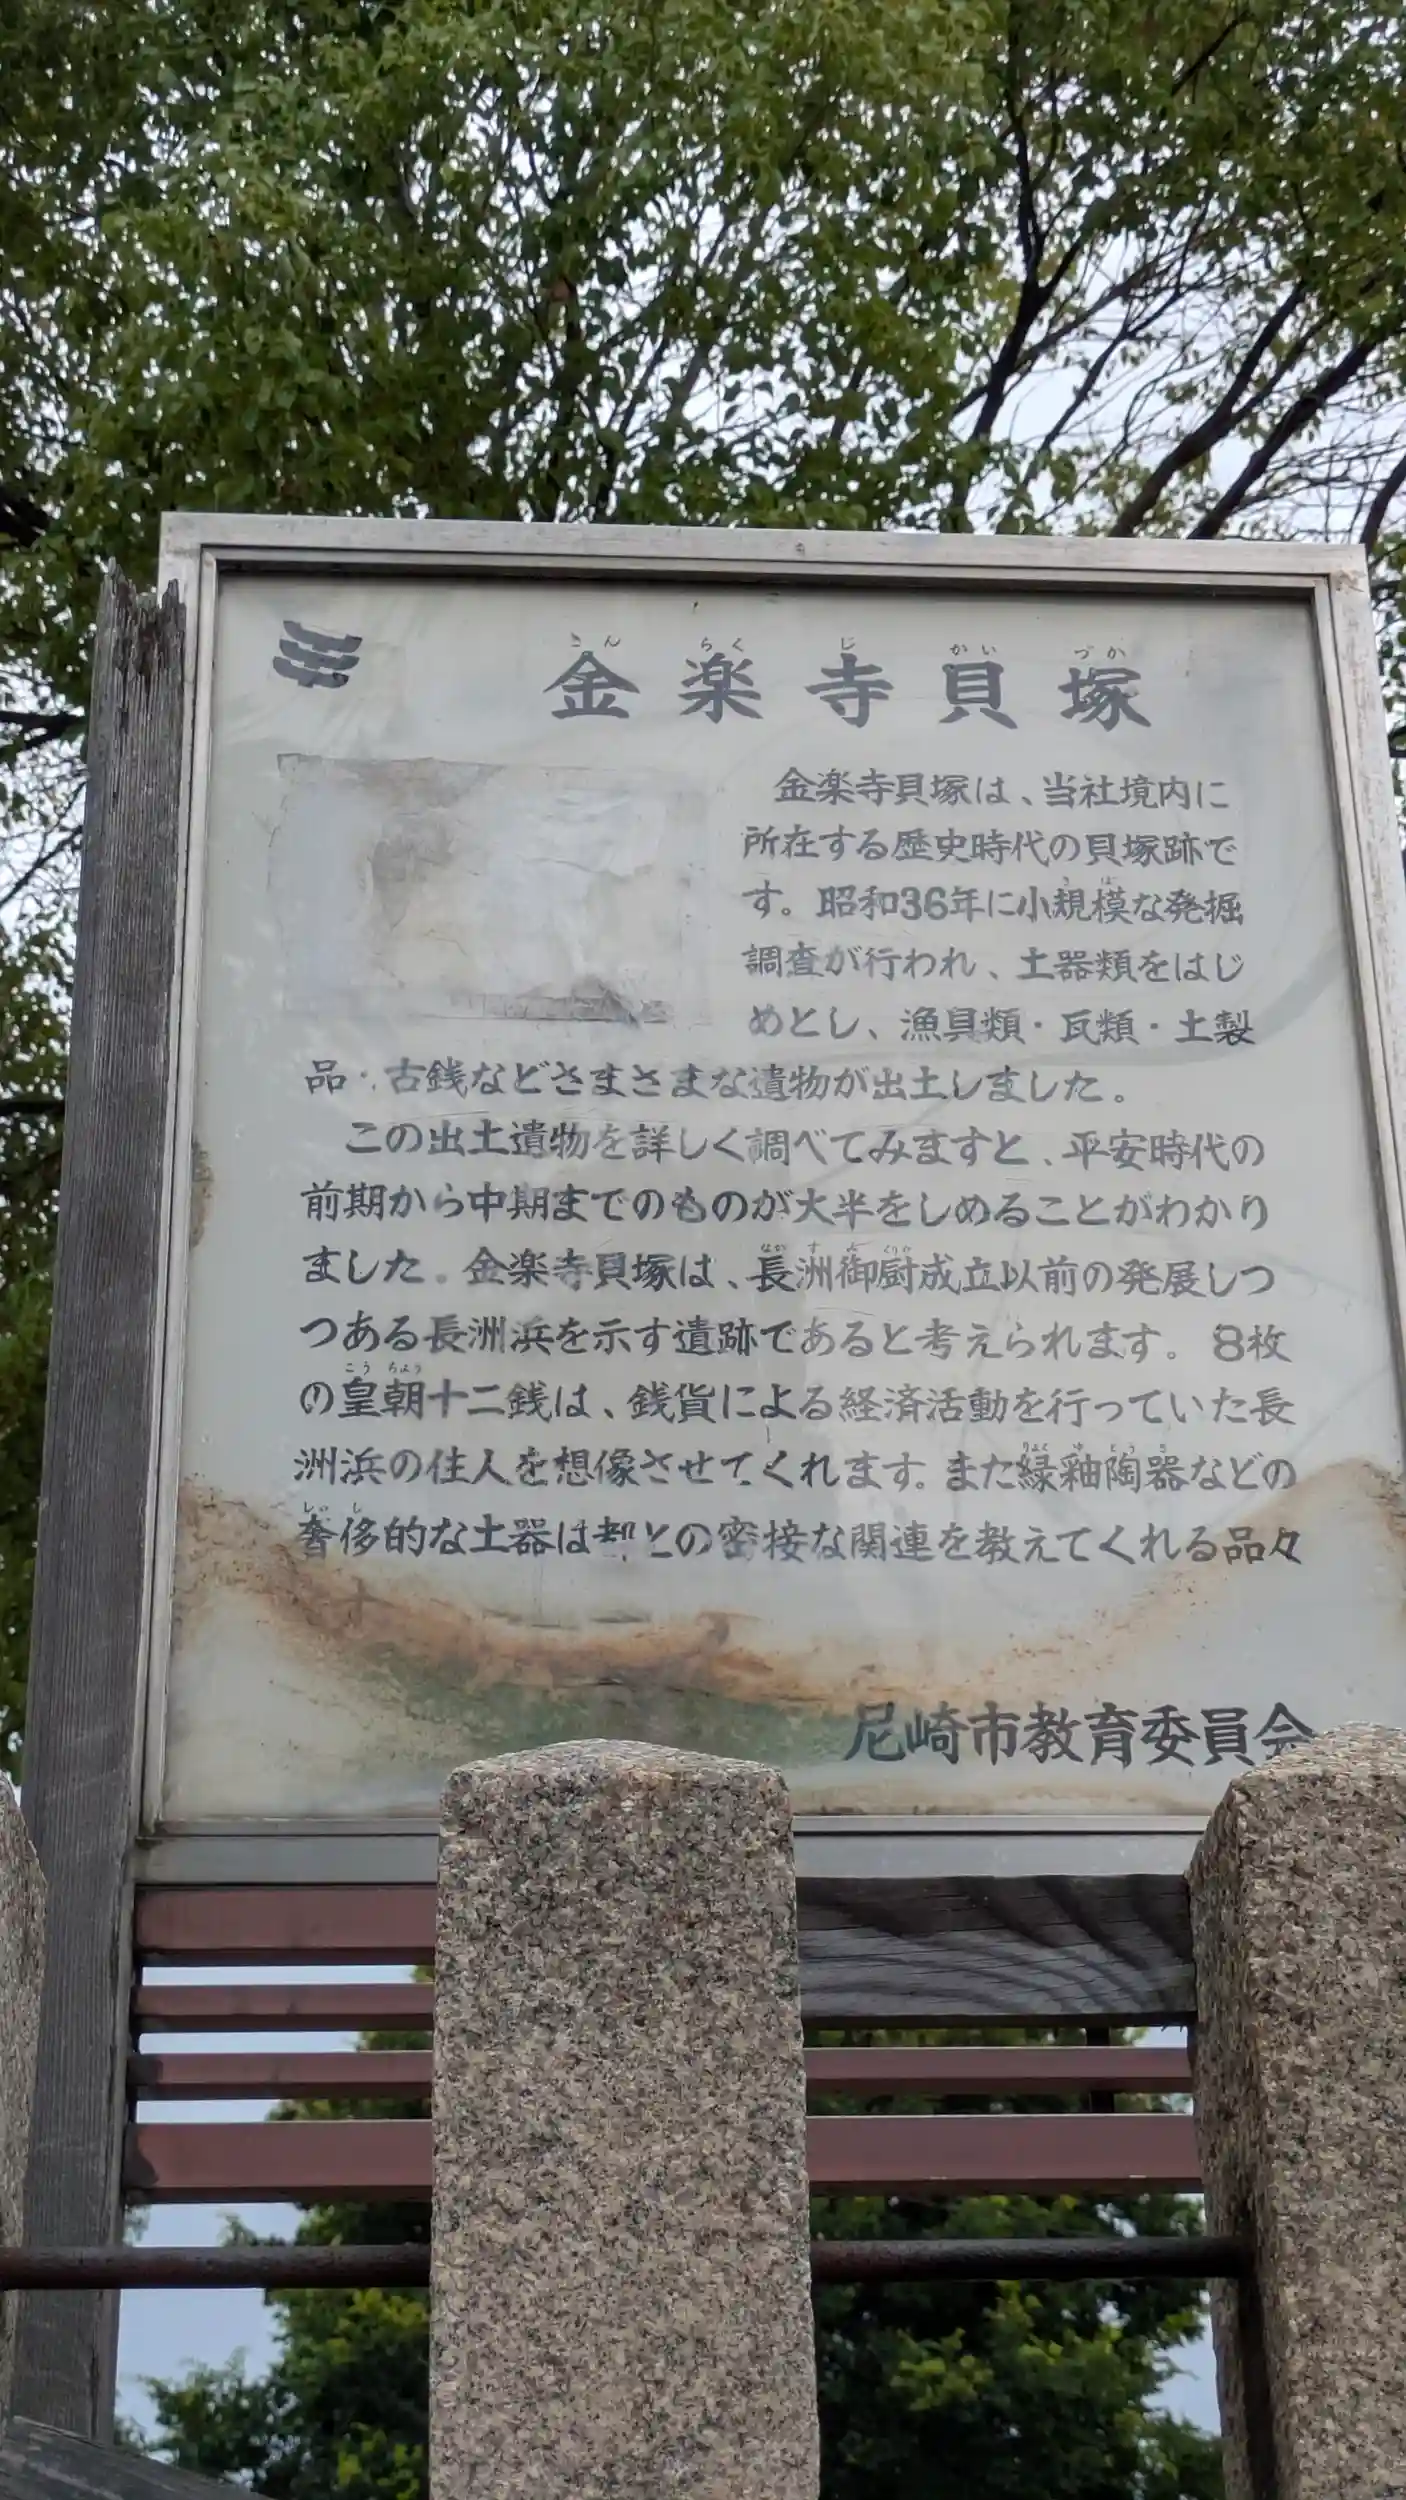 金楽寺貝塚
金楽寺貝塚は、当社境内に
所在する歴史時代の貝塚跡で
す。昭和36年に小規模な発掘
調査が行われ、土器類をはじ
めとし、漁具類・瓦類・土製
品・古銭などさまさまな遺物が出土しました。
この出土遺物を詳しく調べてみますと、平安時代の
前期から中期までのものが大半をしめることがわかり
ました。金楽寺貝塚は、長洲御厨成立以前の発展しつ
つある長洲浜を示す遺跡であると考えられます。8枚
の皇朝十二銭は、銭貨による経済活動を行っていた長
洲浜の住人を想像させてくれます。また緑釉陶器などの
奢侈的な土器は都との密接な関連を教えてくれる品々
尼崎市教育委員会